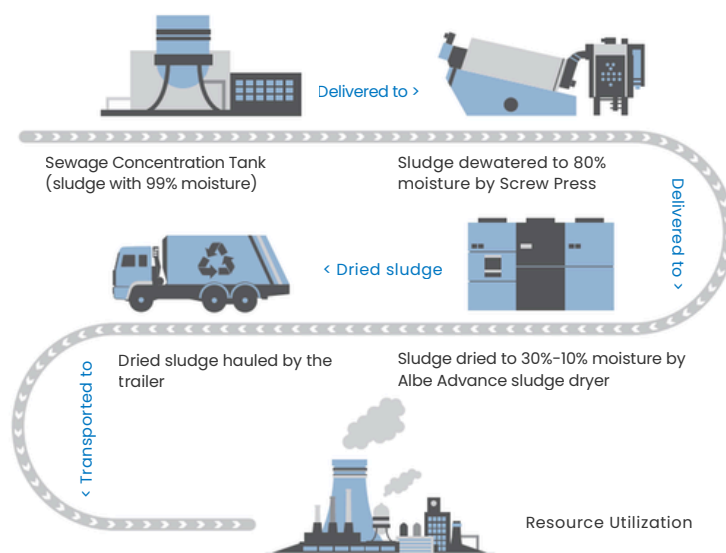 Delivered to >
Sewage Concentration Tank
(sludge with 99% moisture)
Sludge dewatered to 80%
moisture by Screw Press
Delivered to >
< Dried sludge
Dried sludge hauled by the
trailer
Sludge dried to 30%-10% moisture by
Albe Advance sludge dryer
< Transported to
Resource Utilization